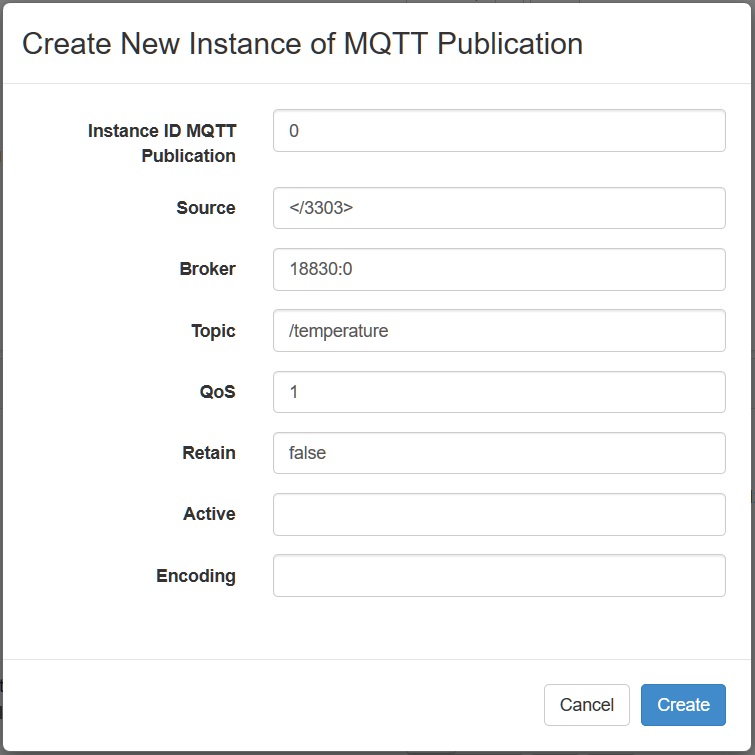 Create New Instance of MQTT Publication
Instance ID MQTT
Publication
0
Source
</3303>
Broker
18830:0
Topic
/temperature
QoS
1
Retain
false
Active
Encoding
Cancel
Create